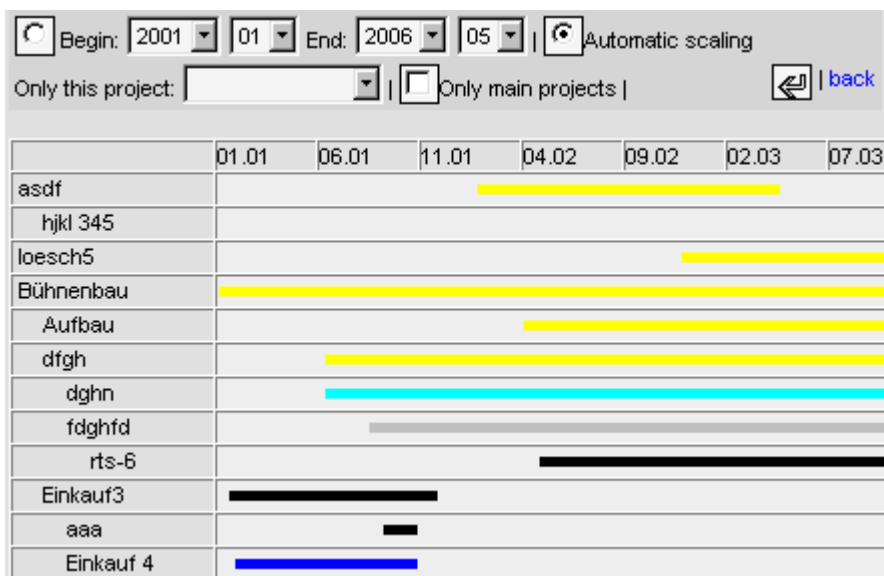 Begin: 2001 01 End: 2006 05 | Automatic scaling
Only this project: | Only main projects | | back
01.01 06.01 11.01 04.02 09.02 02.03 07.03
asdf
hjkl 345
loesch5
Bühnenbau
Aufbau
dfgh
dghn
fdghfd
rts-6
Einkauf3
aaa
Einkauf 4